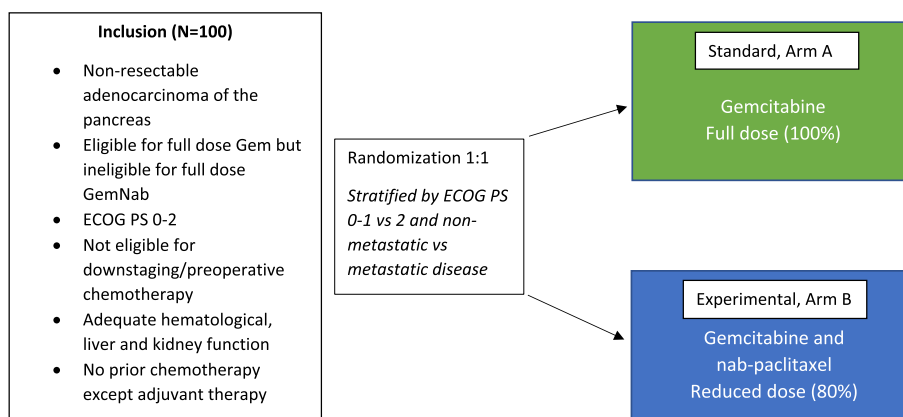 Inclusion (N=100)
• Non-resectable
adenocarcinoma of the
pancreas
• Eligible for full dose Gem but
ineligible for full dose
GemNab
• ECOG PS 0-2
• Not eligible for
downstaging/preoperative
chemotherapy
• Adequate hematological,
liver and kidney function
• No prior chemotherapy
except adjuvant therapy
Randomization 1:1
Stratified by ECOG PS
0-1 vs 2 and non-
metastatic vs
metastatic disease
Standard, Arm A
Gemcitabine
Full dose (100%)
Experimental, Arm B
Gemcitabine and
nab-paclitaxel
Reduced dose (80%)